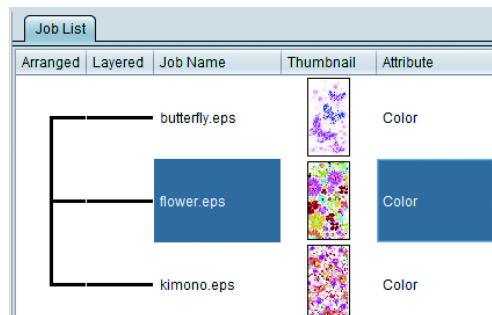 Job List
Arranged Layered Job Name Thumbnail Attribute
butterfly.eps Color
flower.eps Color
kimono.eps Color